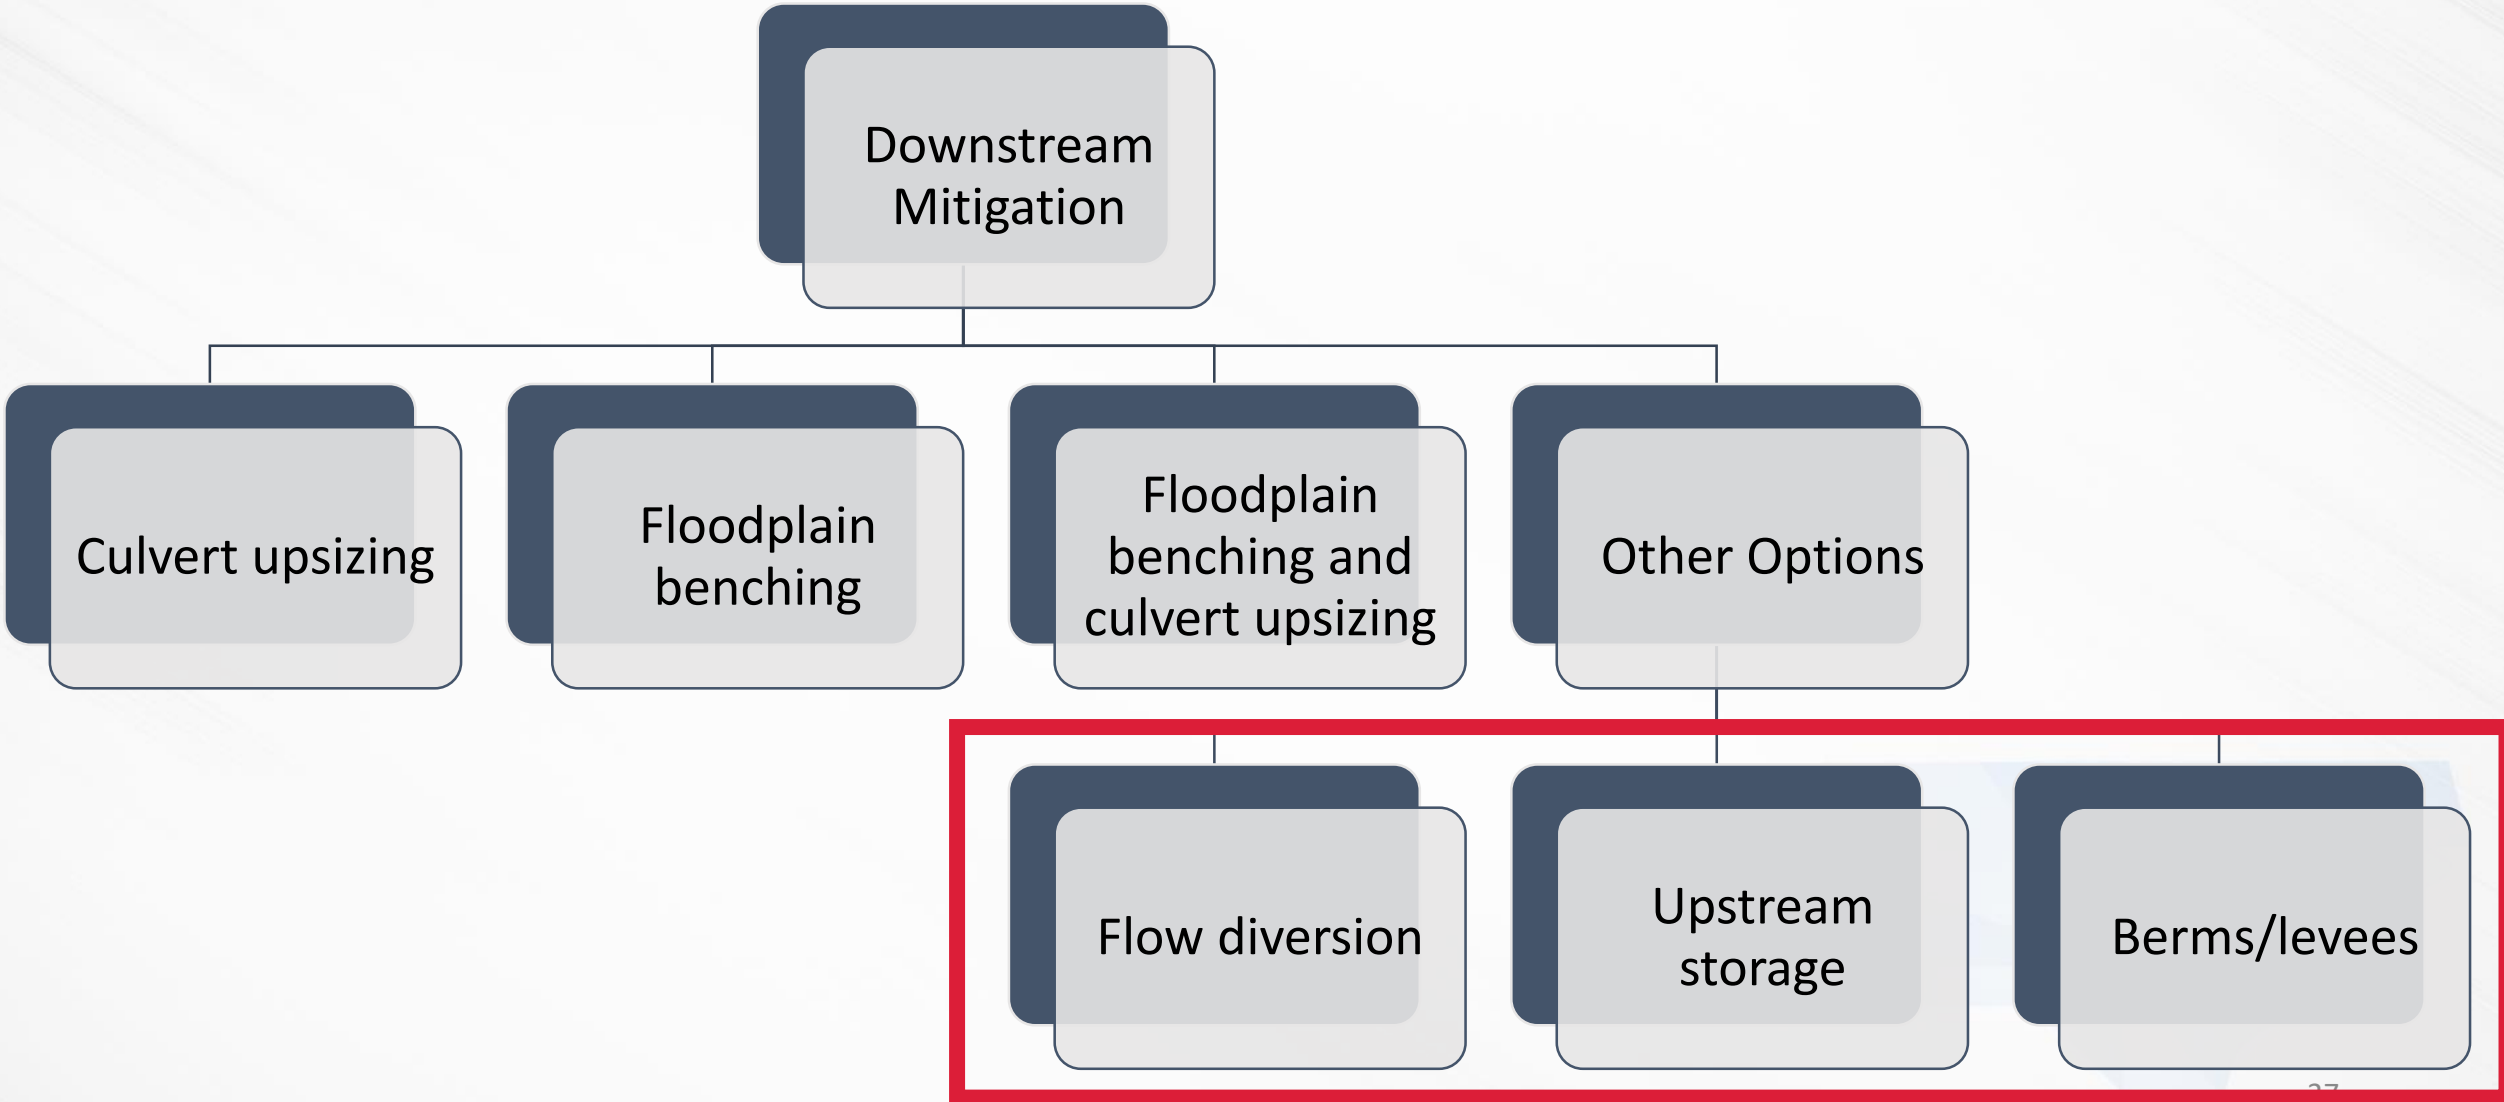 Downstream
Mitigation
Culvert upsizing
Floodplain
benching
Floodplain
benching and
culvert upsizing
Other Options
Flow diversion
Upstream
storage
Berms/levees